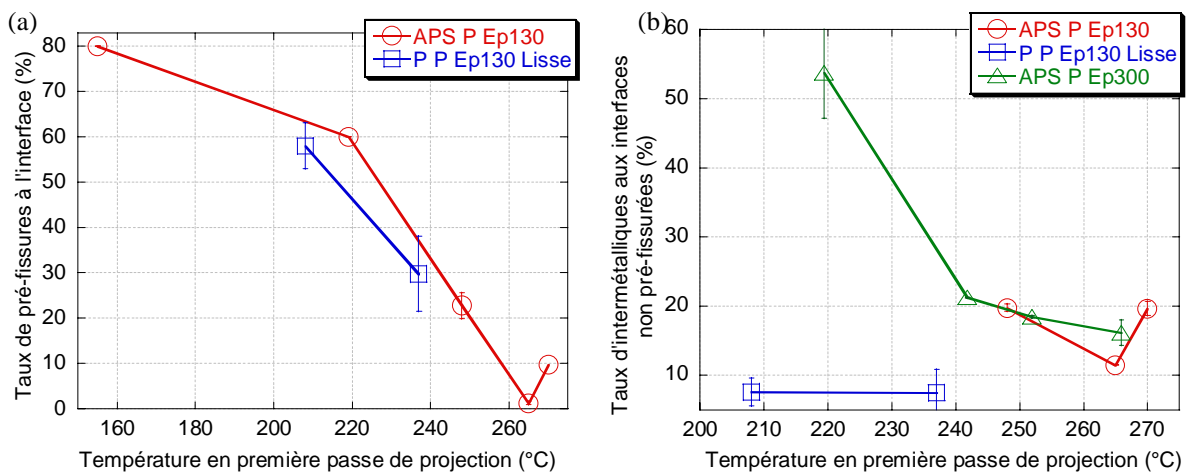 (a)
APS P Ep130
P P Ep130 Lisse
Taux de pré-fissures à l'interface (%)
80
70
60
50
40
30
20
10
0
160 180 200 220 240 260
Température en première passe de projection (°C)
(b)
APS P Ep130
P P Ep130 Lisse
APS P Ep300
Taux d'intermétalliques aux interfaces
non pré-fissurées (%)
60
50
40
30
20
10
200 210 220 230 240 250 260 270
Température en première passe de projection (°C)